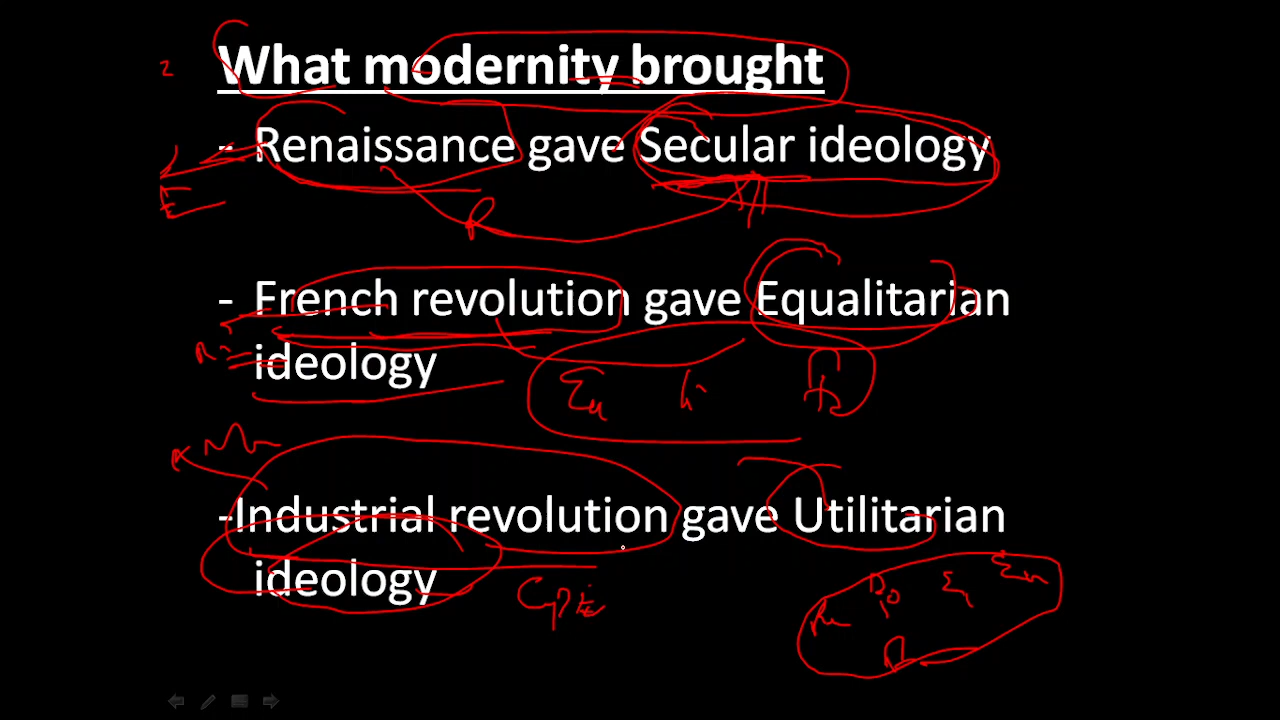 What modernity brought
- Renaissance gave Secular ideology
- French revolution gave Equalitarian
ideology
-Industrial revolution gave Utilitarian
ideology